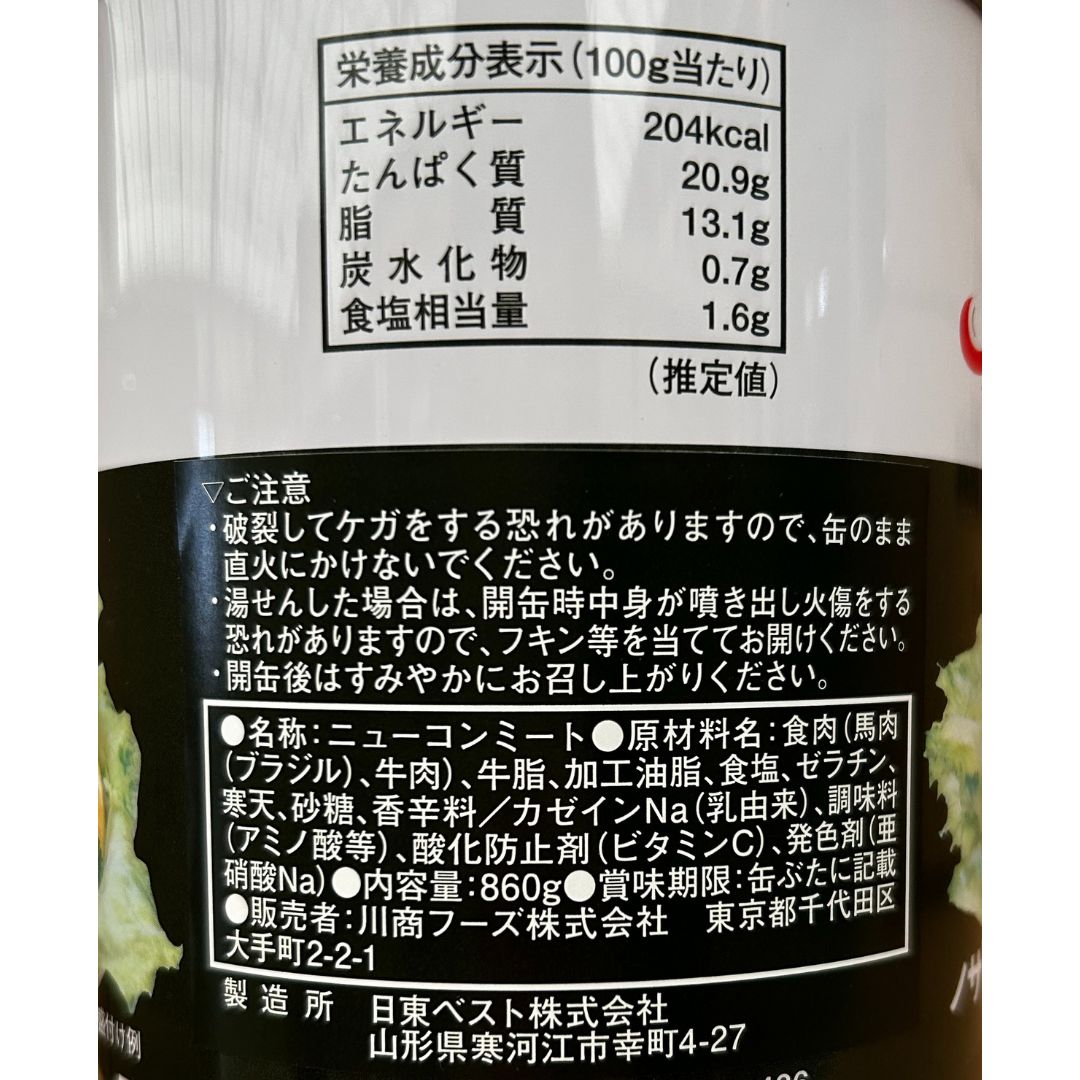 栄養成分表示(100g当たり)
エネルギー 204kcal
たんぱく質 20.9g
脂質 13.1g
炭水化物 0.7g
食塩相当量 1.6g
(推定値)
▽ご注意
・破裂してケガをする恐れがありますので、缶のまま
直火にかけないでください。
・湯せんした場合は、開缶時中身が噴き出し火傷をする
恐れがありますので、フキン等を当ててお開けください。
・開缶後はすみやかにお召し上がりください。
●名称：ニューコンミート●原材料名：食肉(馬肉
(ブラジル)、牛肉)、牛脂、加工油脂、食塩、ゼラチン、
寒天、砂糖、香辛料／カゼインNa(乳由来)、調味料
(アミノ酸等)、酸化防止剤(ビタミンC)、発色剤(亜
硝酸Na)●内容量：860g●賞味期限：缶ぶたに記載
●販売者：川商フーズ株式会社 東京都千代田区
大手町2-2-1
製造所 日東ベスト株式会社
山形県寒河江市幸町4-27
付け例
ノサ